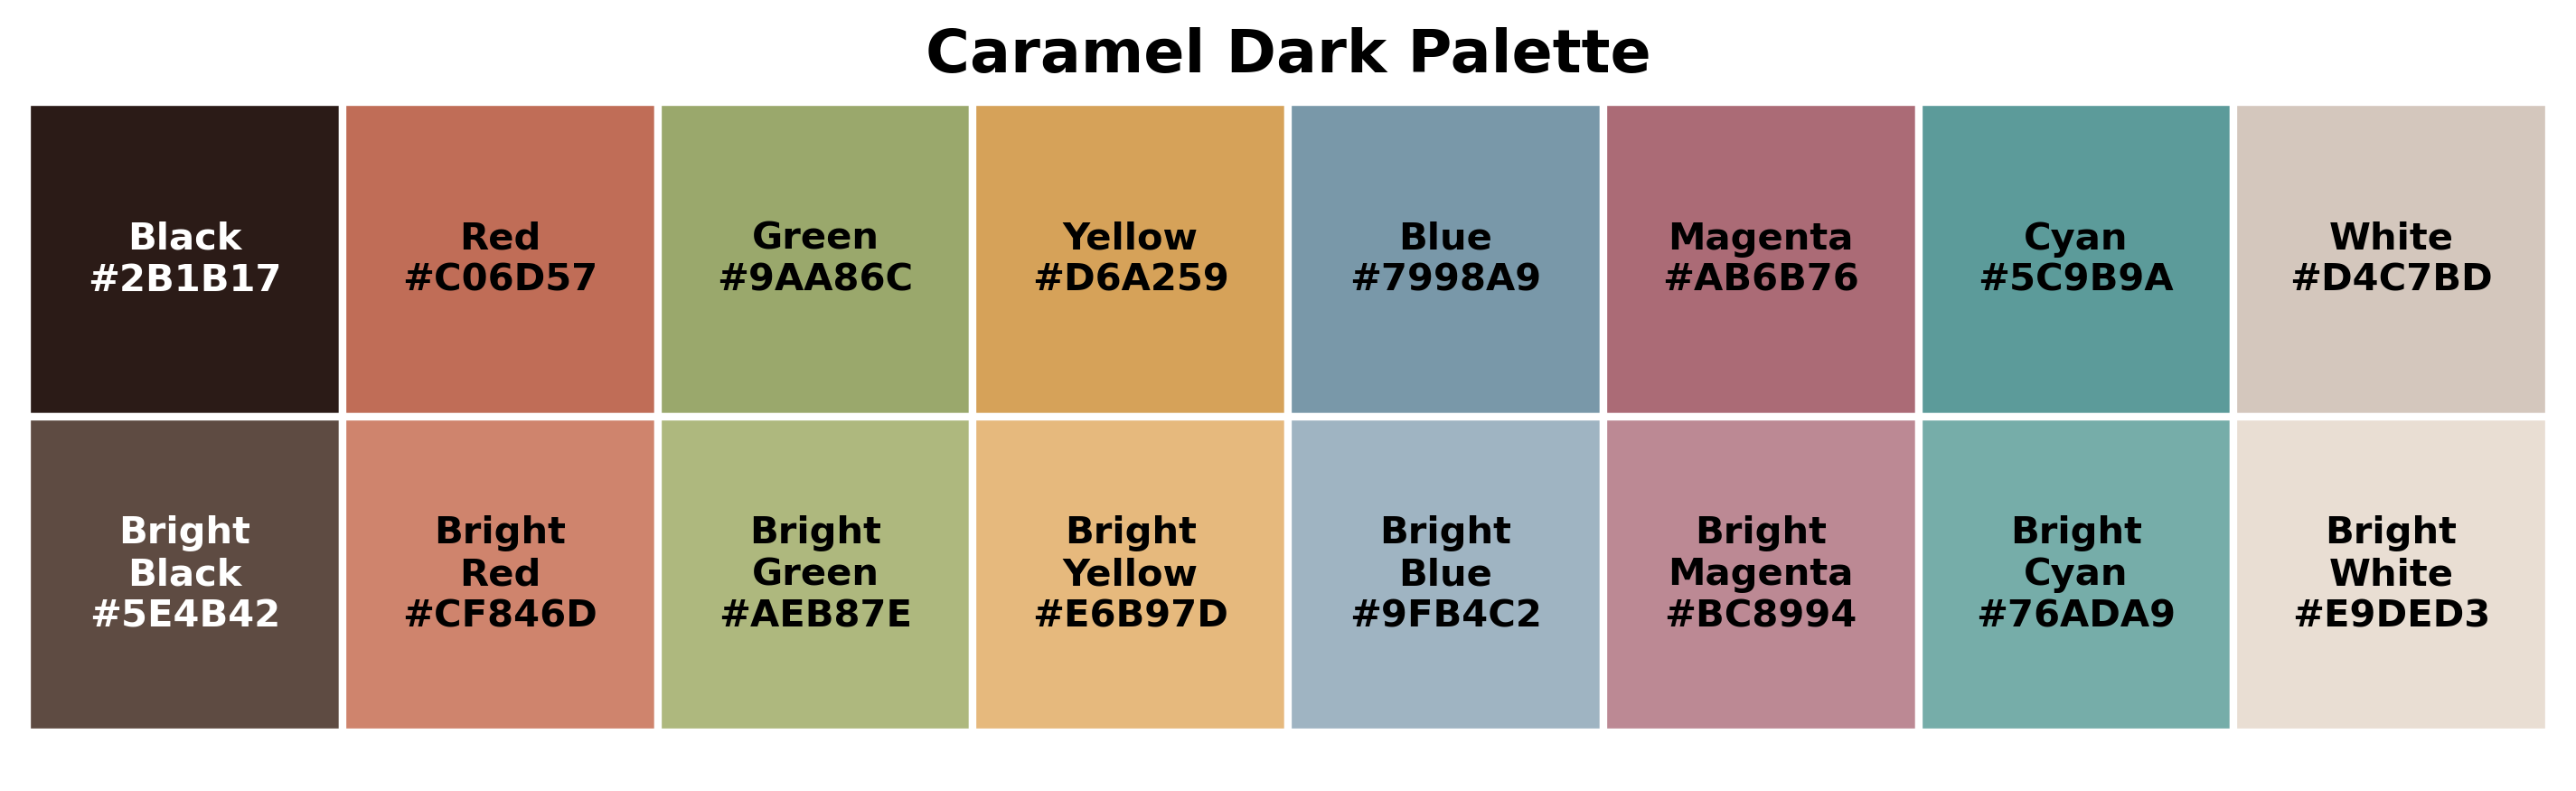 Caramel Dark Palette
Black
#2B1B17
Red
#C06D57
Green
#9AA86C
Yellow
#D6A259
Blue
#7998A9
Magenta
#AB6B76
Cyan
#5C9B9A
White
#D4C7BD
Bright
Black
#5E4B42
Bright
Red
#CF846D
Bright
Green
#AEB87E
Bright
Yellow
#E6B97D
Bright
Blue
#9FB4C2
Bright
Magenta
#BC8994
Bright
Cyan
#76ADA9
Bright
White
#E9DED3